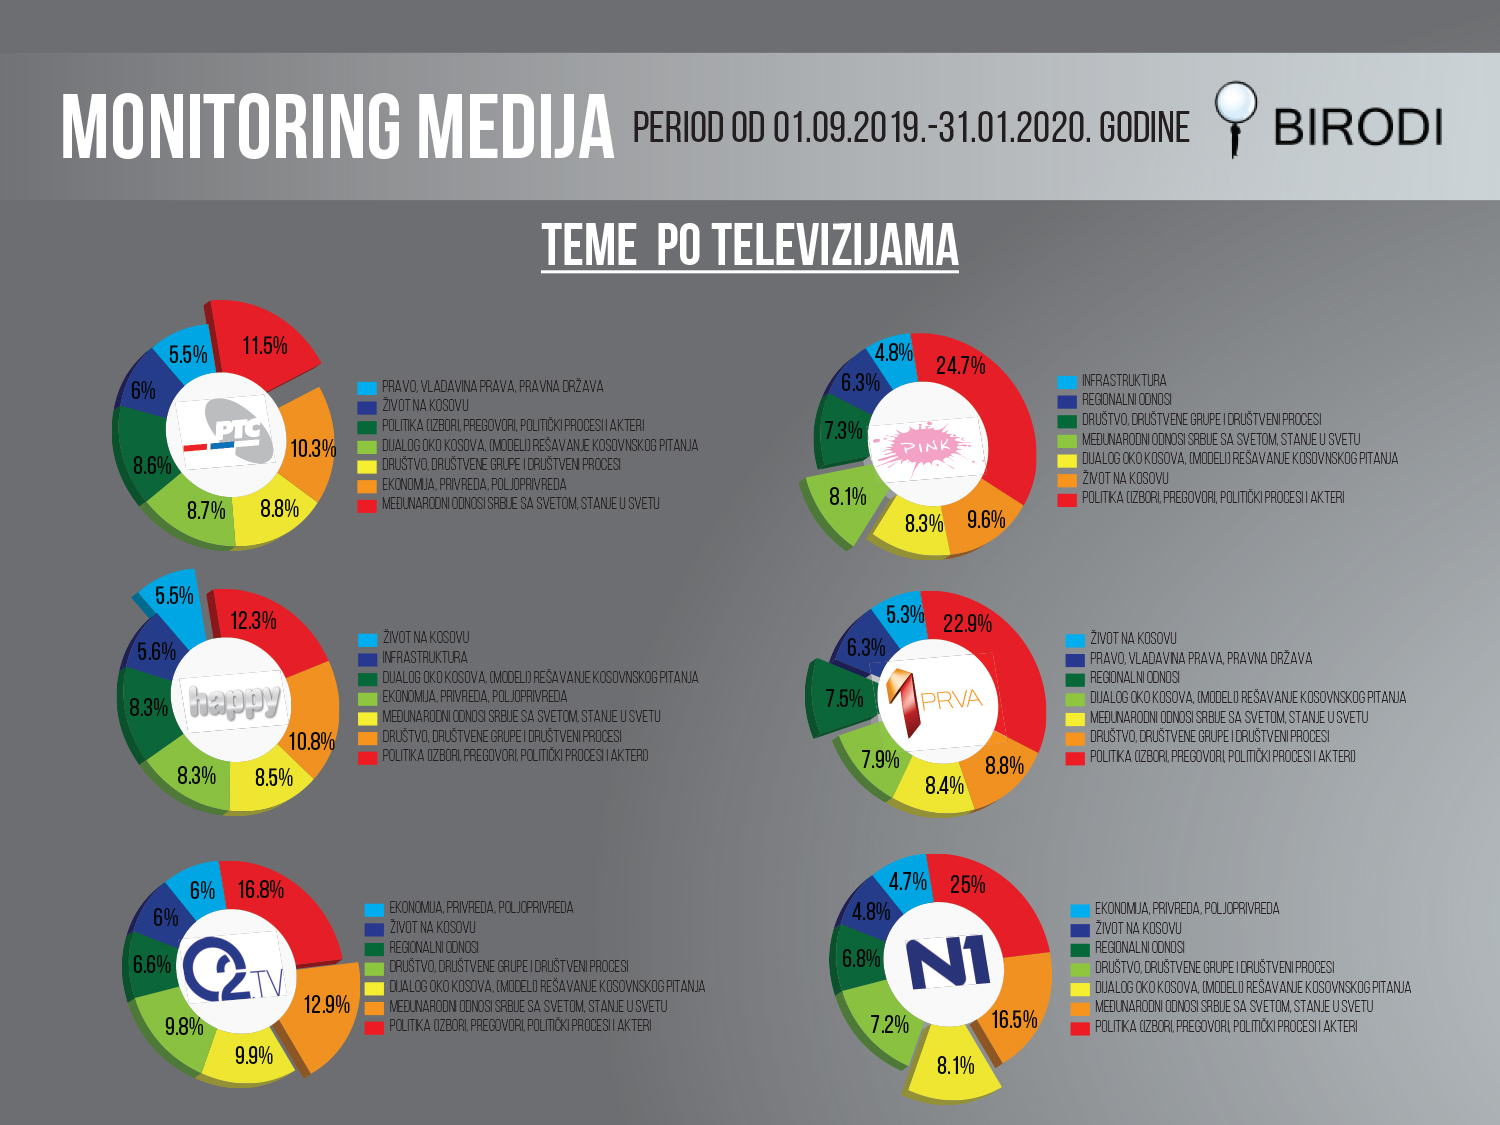 MONITORING MEDIJA PERIOD OD 01.09.2019.-31.01.2020. GODINE BIRODI
TEME PO TELEVIZIJAMA
11.5%
5.5%
6%
10.3%
8.6%
8.7%
8.8%
РТС
PRAVO, VLADAVINA PRAVA, PRAVNA DRŽAVA
ŽIVOT NA KOSOVU
POLITIKA (IZBORI, PREGOVORI, POLITIČKI PROCESI I AKTERI
DIJALOG OKO KOSOVA, (MODELI) REŠAVANJE KOSOVNSKOG PITANJA
DRUŠTVO, DRUŠTVENE GRUPE I DRUŠTVENI PROCESI
EKONOMIJA, PRIVREDA, POLJOPRIVREDA
MEĐUNARODNI ODNOSI SRBIJE SA SVETOM, STANJE U SVETU
4.8%
24.7%
6.3%
7.3%
8.1%
8.3%
9.6%
PINK
INFRASTRUKTURA
REGIONALNI ODNOSI
DRUŠTVO, DRUŠTVENE GRUPE I DRUŠTVENI PROCESI
MEĐUNARODNI ODNOSI SRBIJE SA SVETOM, STANJE U SVETU
DIJALOG OKO KOSOVA, (MODELI) REŠAVANJE KOSOVNSKOG PITANJA
ŽIVOT NA KOSOVU
POLITIKA (IZBORI, PREGOVORI, POLITIČKI PROCESI I AKTERI
5.5%
12.3%
5.6%
8.3%
10.8%
8.3%
8.5%
happy
ŽIVOT NA KOSOVU
INFRASTRUKTURA
DIJALOG OKO KOSOVA, (MODELI) REŠAVANJE KOSOVNSKOG PITANJA
EKONOMIJA, PRIVREDA, POLJOPRIVREDA
MEĐUNARODNI ODNOSI SRBIJE SA SVETOM, STANJE U SVETU
DRUŠTVO, DRUŠTVENE GRUPE I DRUŠTVENI PROCESI
POLITIKA (IZBORI, PREGOVORI, POLITIČKI PROCESI I AKTERI)
5.3%
22.9%
6.3%
7.5%
7.9%
8.4%
8.8%
1PRVA
ŽIVOT NA KOSOVU
PRAVO, VLADAVINA PRAVA, PRAVNA DRŽAVA
REGIONALNI ODNOSI
DIJALOG OKO KOSOVA, (MODELI) REŠAVANJE KOSOVNSKOG PITANJA
MEĐUNARODNI ODNOSI SRBIJE SA SVETOM, STANJE U SVETU
DRUŠTVO, DRUŠTVENE GRUPE I DRUŠTVENI PROCESI
POLITIKA (IZBORI, PREGOVORI, POLITIČKI PROCESI I AKTERI)
6%
16.8%
6%
6.6%
12.9%
9.8%
9.9%
O2.TV
EKONOMIJA, PRIVREDA, POLJOPRIVREDA
ŽIVOT NA KOSOVU
REGIONALNI ODNOSI
DRUŠTVO, DRUŠTVENE GRUPE I DRUŠTVENI PROCESI
DIJALOG OKO KOSOVA, (MODELI) REŠAVANJE KOSOVNSKOG PITANJA
MEĐUNARODNI ODNOSI SRBIJE SA SVETOM, STANJE U SVETU
POLITIKA (IZBORI, PREGOVORI, POLITIČKI PROCESI I AKTERI
4.7%
25%
4.8%
6.8%
7.2%
16.5%
8.1%
N1
EKONOMIJA, PRIVREDA, POLJOPRIVREDA
ŽIVOT NA KOSOVU
REGIONALNI ODNOSI
DRUŠTVO, DRUŠTVENE GRUPE I DRUŠTVENI PROCESI
DIJALOG OKO KOSOVA, (MODELI) REŠAVANJE KOSOVNSKOG PITANJA
MEĐUNARODNI ODNOSI SRBIJE SA SVETOM, STANJE U SVETU
POLITIKA (IZBORI, PREGOVORI, POLITIČKI PROCESI I AKTERI